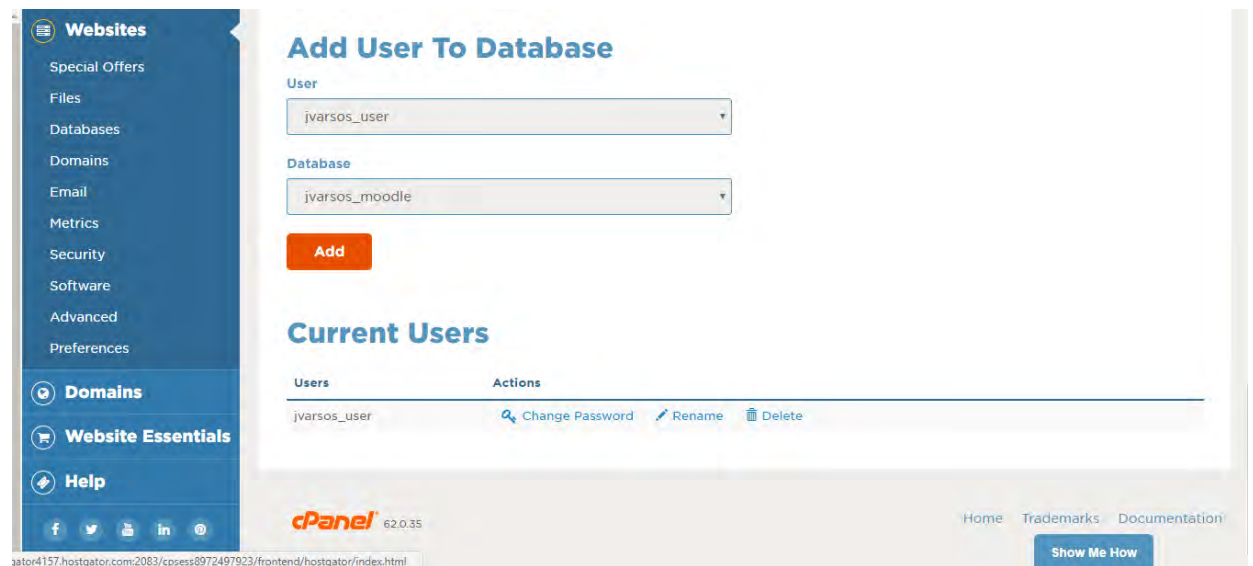 Websites
Special Offers
Files
Databases
Domains
Email
Metrics
Security
Software
Advanced
Preferences
Domains
Website Essentials
Help
Add User To Database
User
jvarsos_user
Database
jvarsos_moodle
Add
Current Users
Users Actions
jvarsos_user Change Password Rename Delete
cPanel 62.0.35
Home Trademarks Documentation
Show Me How
gator4157.hostgator.com:2083/cpsess8972497923/frontend/hostgator/index.html